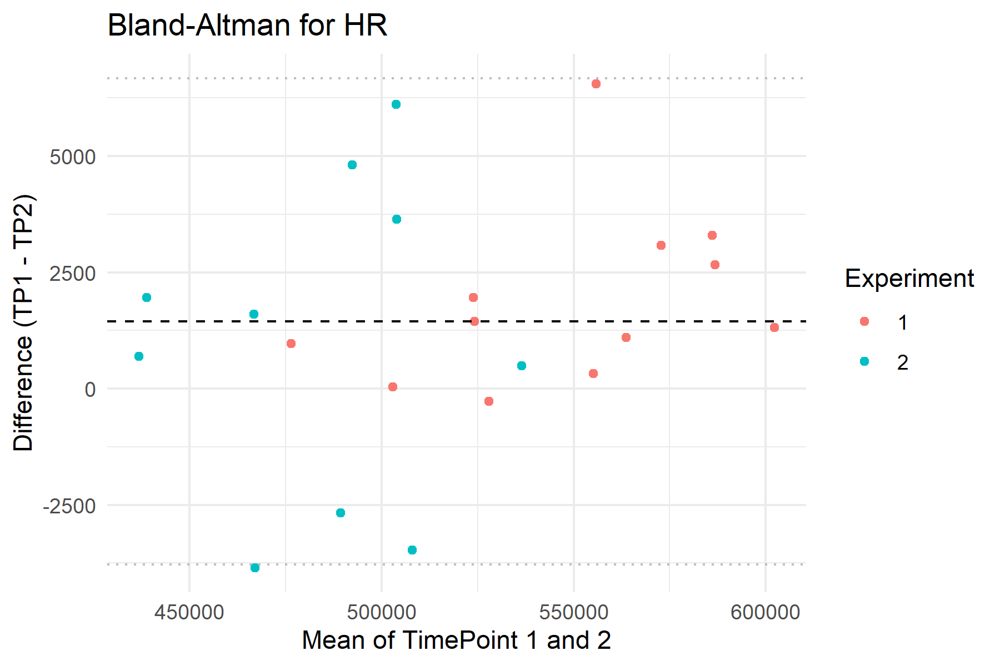 Bland-Altman for HR
Difference (TP1 - TP2)
5000
2500
0
-2500
450000 500000 550000 600000
Mean of TimePoint 1 and 2
Experiment
1
2